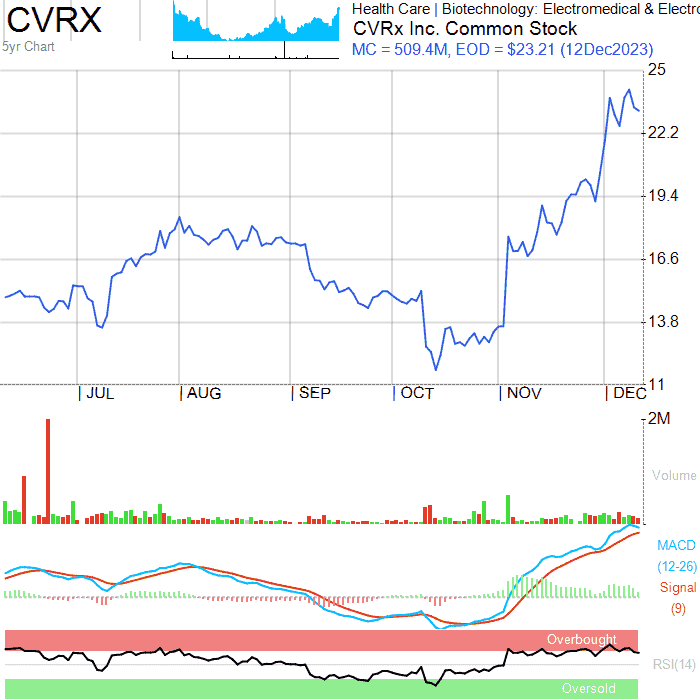 CVRX
5yr Chart
Health Care | Biotechnology: Electromedical & Electro
CVRx Inc. Common Stock
MC = 509.4M, EOD = $23.21 (12Dec2023)
25
22.2
19.4
16.6
13.8
11
JUL
AUG
SEP
OCT
NOV
DEC
2M
Volume
MACD
(12-26)
Signal
(9)
Overbought
RSI(14)
Oversold